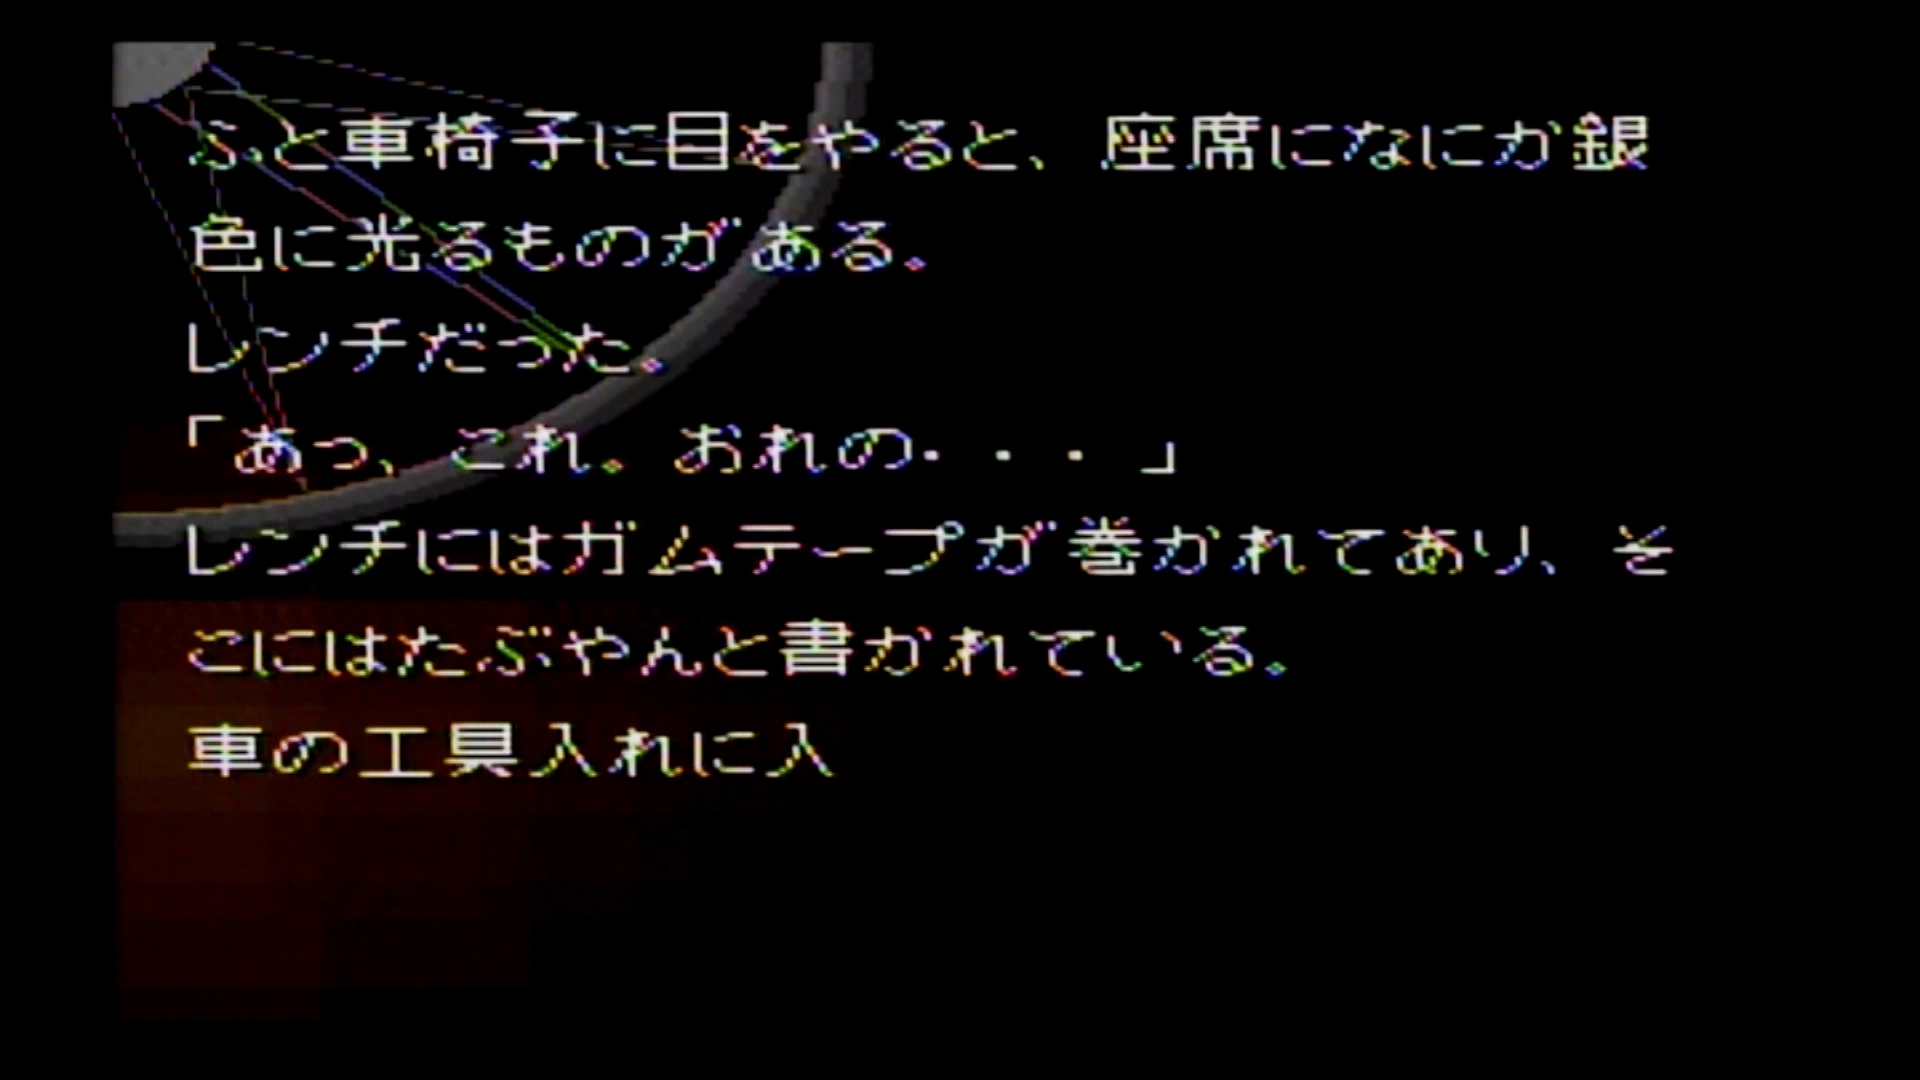 ふと車椅子に目をやると、座席になにか銀
色に光るものがある。
レンチだった。
「あっ、これ。おれの・・・」
レンチにはガムテープが巻かれてあり、そ
こにはたぶやんと書かれている。
車の工具入れに入